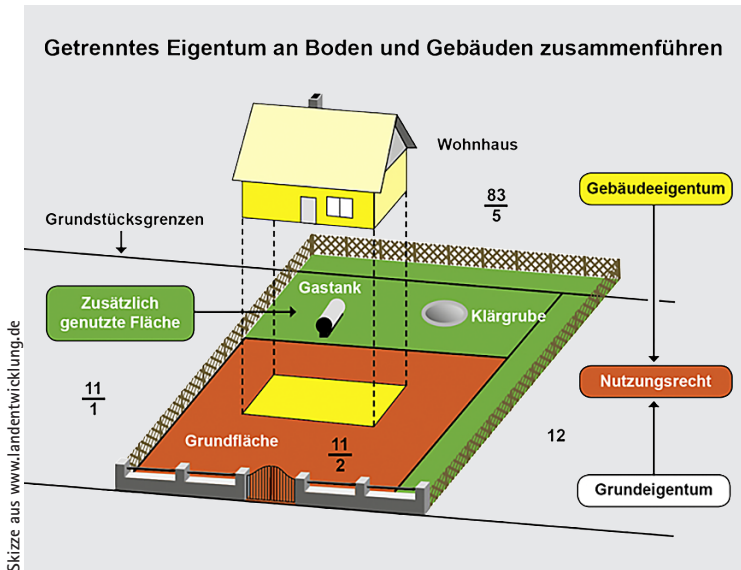 Getrenntes Eigentum an Boden und Gebäuden zusammenführen
Wohnhaus
83
5
Gebäudeeigentum
Grundstücksgrenzen
Gastank
Zusätzlich
genutzte Fläche
Klärgrube
11
1
Nutzungsrecht
Grundfläche
11
2
12
Grundeigentum
Skizze aus www.landentwicklung.de